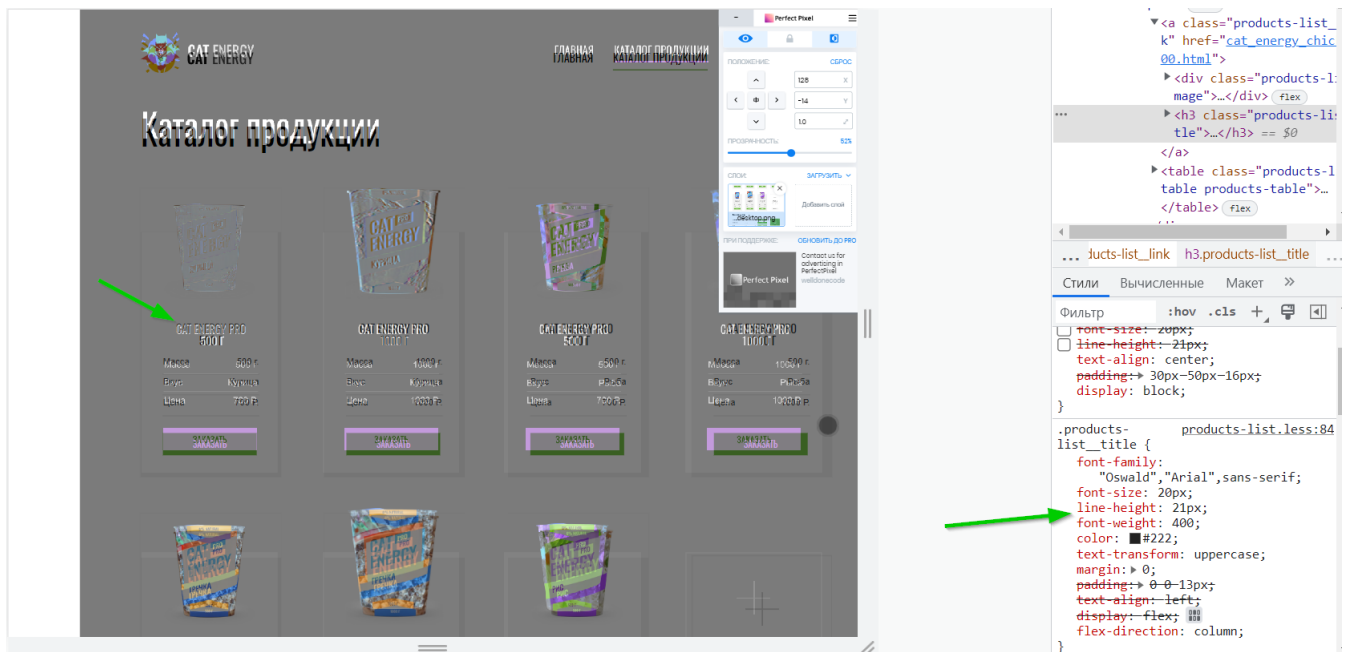 CAT ENERGY
ГЛАВНАЯ КАТАЛОГ ПРОДУКЦИИ
Каталог продукции
Perfect Pixel
ПОЛОЖЕНИЕ: СБРОС
128 X
-14 Y
1.0
ПРОЗРАЧНОСТЬ: 52%
СЛОИ: ЗАГРУЗИТЬ
...desktop.png
Добавить слой
ПРИ ПОДДЕРЖКЕ: ОБНОВИТЬ ДО PRO
Perfect Pixel
Contact us for
advertising in
PerfectPixel
welldonecode
CAT ENERGY PRO
500 Г
Масса 500 г.
Вкус Курица
Цена 700 Р.
ЗАКАЗАТЬ
CAT ENERGY PRO
1000 Г
Масса 1000 г.
Вкус Курица
Цена 1000 Р.
ЗАКАЗАТЬ
CAT ENERGY PRO
500 Г
Масса 500 г.
Вкус Рыба
Цена 700 Р.
ЗАКАЗАТЬ
CAT ENERGY PRO
1000 Г
Масса
Вкус Рыба
Цена
ЗАКАЗАТЬ
<a class="products-list_
k" href="cat_energy_chic
00.html">
<div class="products-li
mage">…</div> flex
<h3 class="products-lis
tle">…</h3> == $0
</a>
<table class="products-l
table products-table">…
</table> flex
... ducts-list__link h3.products-list__title ...
Стили Вычисленные Макет »
Фильтр :hov .cls
font-size: 20px;
line-height: 21px;
text-align: center;
padding: 30px 50px 16px;
display: block;
}
.products- products-list.less:84
list__title {
font-family:
"Oswald","Arial",sans-serif;
font-size: 20px;
line-height: 21px;
font-weight: 400;
color: #222;
text-transform: uppercase;
margin: 0;
padding: 0 0 13px;
text-align: left;
display: flex;
flex-direction: column;
}